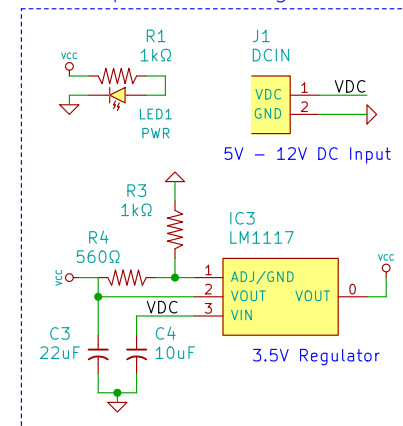 R1
1kΩ
VCC
LED1
PWR
J1
DCIN
VDC 1 VDC
GND 2
5V – 12V DC Input
R3
1kΩ
R4
560Ω
VCC
IC3
LM1117
1 ADJ/GND
2 VOUT VOUT 0
3 VIN
VDC
VCC
C3
22uF
C4
10uF
3.5V Regulator